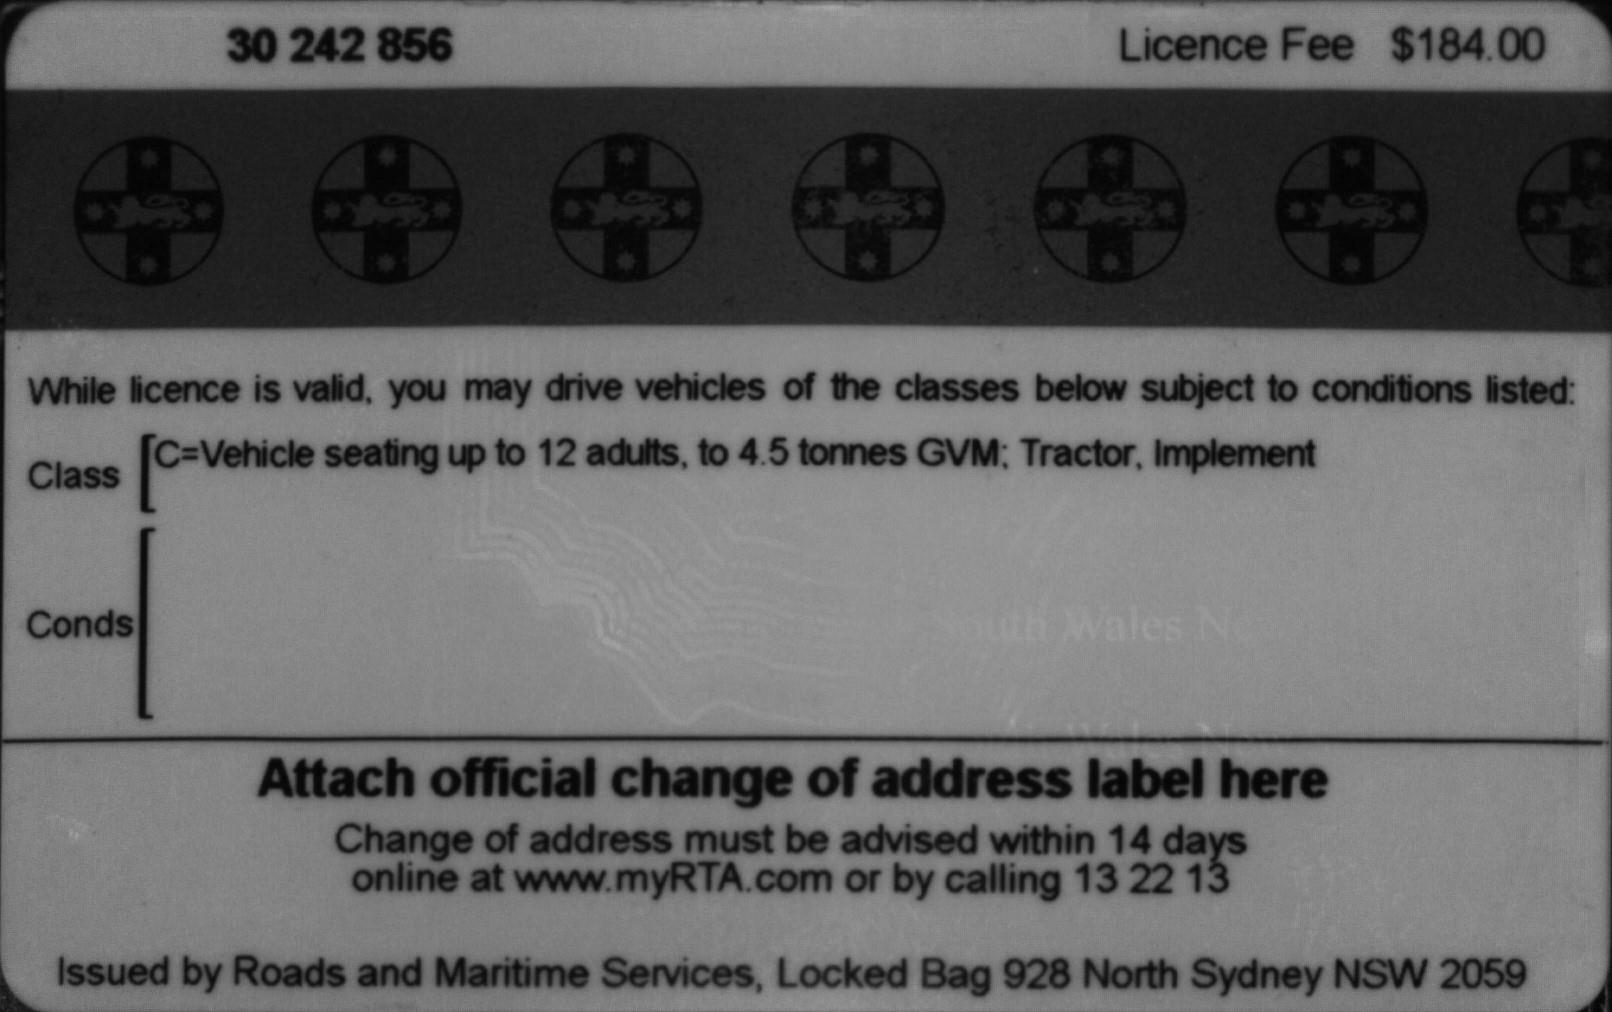 30 242 856 Licence Fee $184.00
While licence is valid, you may drive vehicles of the classes below subject to conditions listed:
Class C=Vehicle seating up to 12 adults, to 4.5 tonnes GVM; Tractor, Implement
South Wales
Conds
Wales
Attach official change of address label here
Change of address must be advised within 14 days
online at www.myRTA.com or by calling 13 22 13
Issued by Roads and Maritime Services, Locked Bag 928 North Sydney NSW 2059